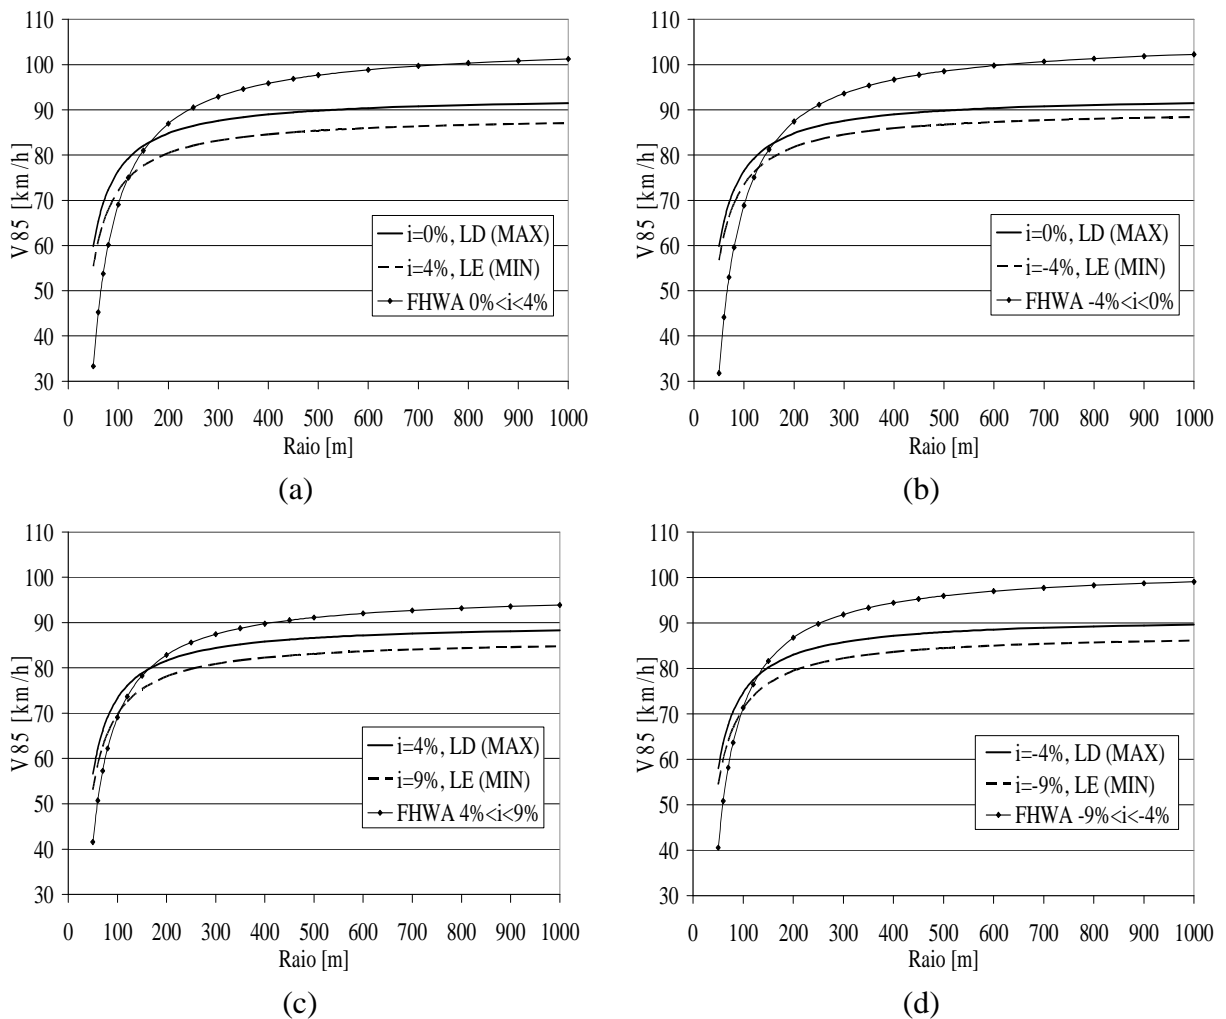 110
100
90
80
70
60
50
40
30
V85 [km/h]
i=0%, LD (MAX)
i=4%, LE (MIN)
FHWA 0%<i<4%
0 100 200 300 400 500 600 700 800 900 1000
Raio [m]
(a)
110
100
90
80
70
60
50
40
30
V85 [km/h]
i=0%, LD (MAX)
i=-4%, LE (MIN)
FHWA -4%<i<0%
0 100 200 300 400 500 600 700 800 900 1000
Raio [m]
(b)
110
100
90
80
70
60
50
40
30
V85 [km/h]
i=4%, LD (MAX)
i=9%, LE (MIN)
FHWA 4%<i<9%
0 100 200 300 400 500 600 700 800 900 1000
Raio [m]
(c)
110
100
90
80
70
60
50
40
30
V85 [km/h]
i=-4%, LD (MAX)
i=-9%, LE (MIN)
FHWA -9%<i<-4%
0 100 200 300 400 500 600 700 800 900 1000
Raio [m]
(d)